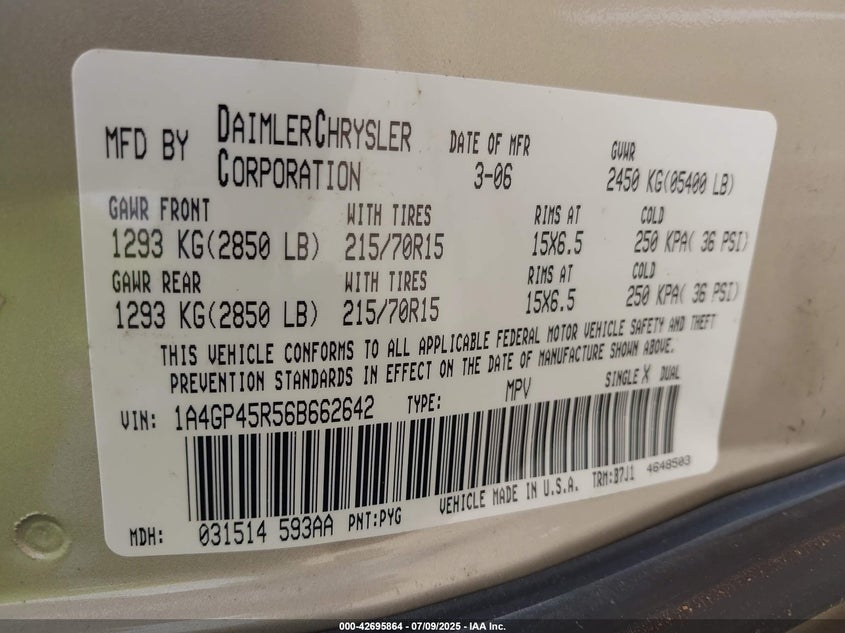 MFD BY DAIMLERCHRYSLER CORPORATION
DATE OF MFR 3-06
GVWR 2450 KG(05400 LB)
GAWR FRONT WITH TIRES RIMS AT COLD
1293 KG(2850 LB) 215/70R15 15X6.5 250 KPA( 36 PSI)
GAWR REAR WITH TIRES RIMS AT COLD
1293 KG(2850 LB) 215/70R15 15X6.5 250 KPA( 36 PSI)
THIS VEHICLE CONFORMS TO ALL APPLICABLE FEDERAL MOTOR VEHICLE SAFETY AND THEFT
PREVENTION STANDARDS IN EFFECT ON THE DATE OF MANUFACTURE SHOWN ABOVE.
VIN: 1A4GP45R56B662642 TYPE: MPV SINGLE X DUAL
MDH: 031514 593AA PNT:PYG VEHICLE MADE IN U.S.A. TRM:B7J1 4648503
000-42695864 / 07/09/2025 - IAA Inc.